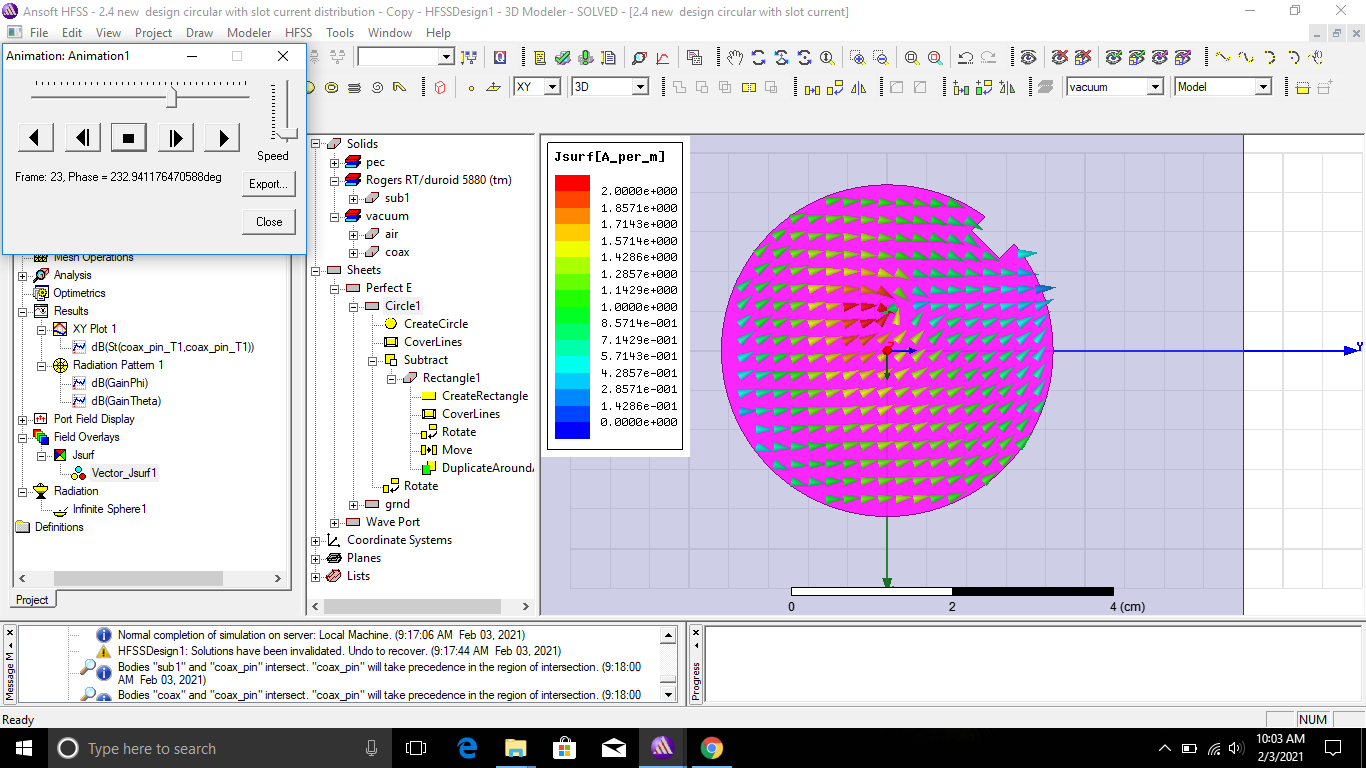 Ansoft HFSS - 2.4 new  design circular with slot current distribution - Copy - HFSSDesign1 - 3D Modeler - SOLVED - [2.4 new  design circular with slot current]
File Edit View Project Draw Modeler HFSS Tools Window Help
Animation: Animation1
Speed
Frame: 23, Phase = 232.941176470588deg
Export...
Close
XY
3D
vacuum
Model
Mesh Operations
Analysis
Optimetrics
Results
XY Plot 1
dB(St(coax_pin_T1,coax_pin_T1))
Radiation Pattern 1
dB(GainPhi)
dB(GainTheta)
Port Field Display
Field Overlays
Jsurf
Vector_Jsurf1
Radiation
Infinite Sphere1
Definitions
Project
Solids
pec
Rogers RT/duroid 5880 (tm)
sub1
vacuum
air
coax
Sheets
Perfect E
Circle1
CreateCircle
CoverLines
Subtract
Rectangle1
CreateRectangle
CoverLines
Rotate
Move
DuplicateAroundA
Rotate
grnd
Wave Port
Coordinate Systems
Planes
Lists
Jsurf[A_per_m]
2.0000e+000
1.8571e+000
1.7143e+000
1.5714e+000
1.4286e+000
1.2857e+000
1.1429e+000
1.0000e+000
8.5714e-001
7.1429e-001
5.7143e-001
4.2857e-001
2.8571e-001
1.4286e-001
0.0000e+000
Y
0 2 4 (cm)
Message M
Normal completion of simulation on server: Local Machine. (9:17:06 AM  Feb 03, 2021)
HFSSDesign1: Solutions have been invalidated. Undo to recover. (9:17:44 AM  Feb 03, 2021)
Bodies "sub1" and "coax_pin" intersect. "coax_pin" will take precedence in the region of intersection. (9:18:00
AM  Feb 03, 2021)
Bodies "coax" and "coax_pin" intersect. "coax_pin" will take precedence in the region of intersection. (9:18:00
Progress
Ready
NUM
Type here to search
10:03 AM
2/3/2021